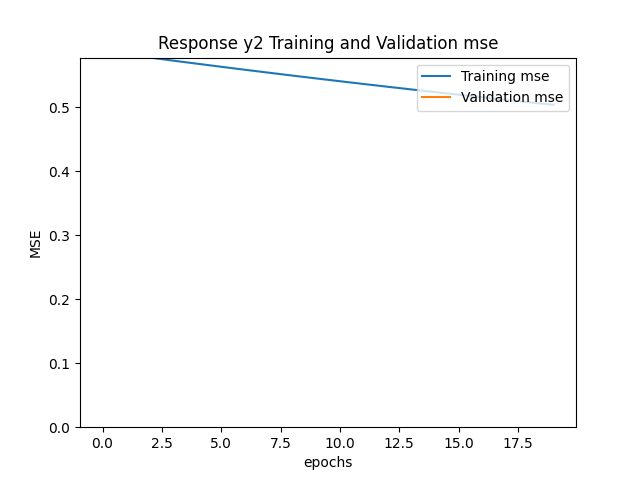 Response y2 Training and Validation mse
Training mse
Validation mse
0.5
0.4
0.3
0.2
0.1
0.0
MSE
0.0 2.5 5.0 7.5 10.0 12.5 15.0 17.5
epochs